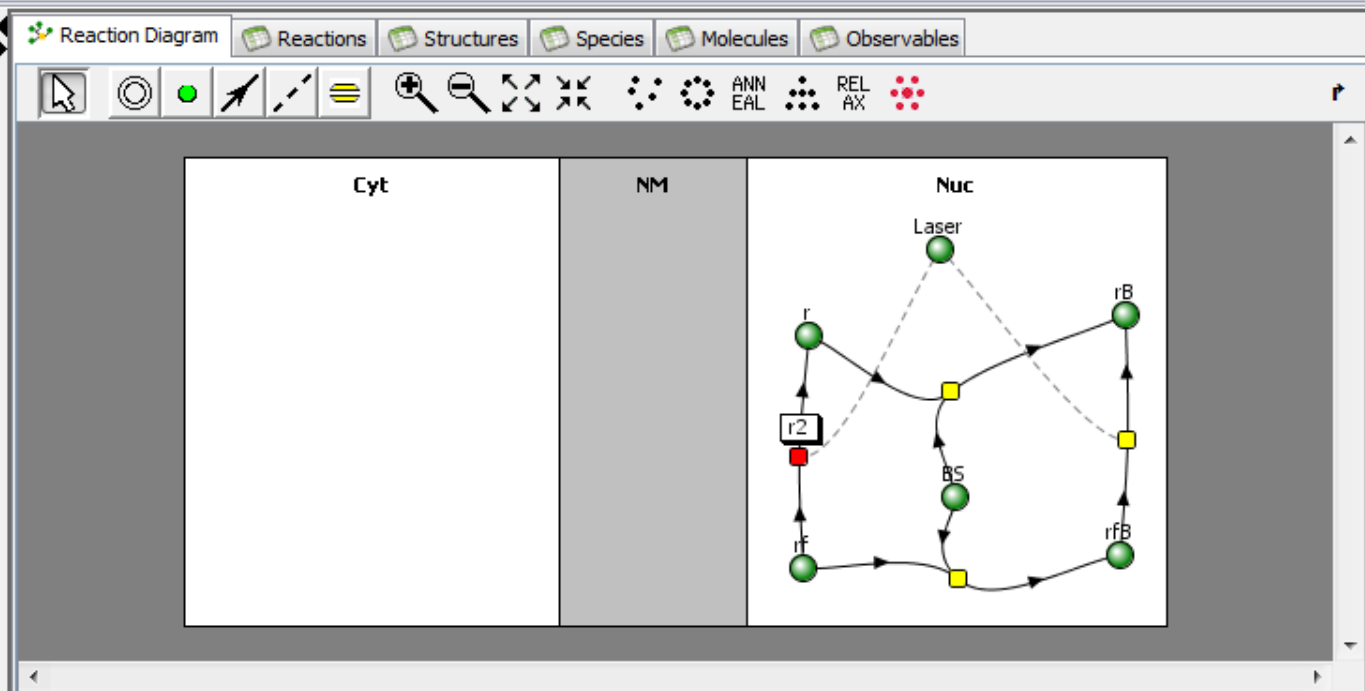 Reaction Diagram Reactions Structures Species Molecules Observables
ANN EAL REL AX
Cyt NM Nuc
Laser
rB
r
r2
BS
rfB
rf